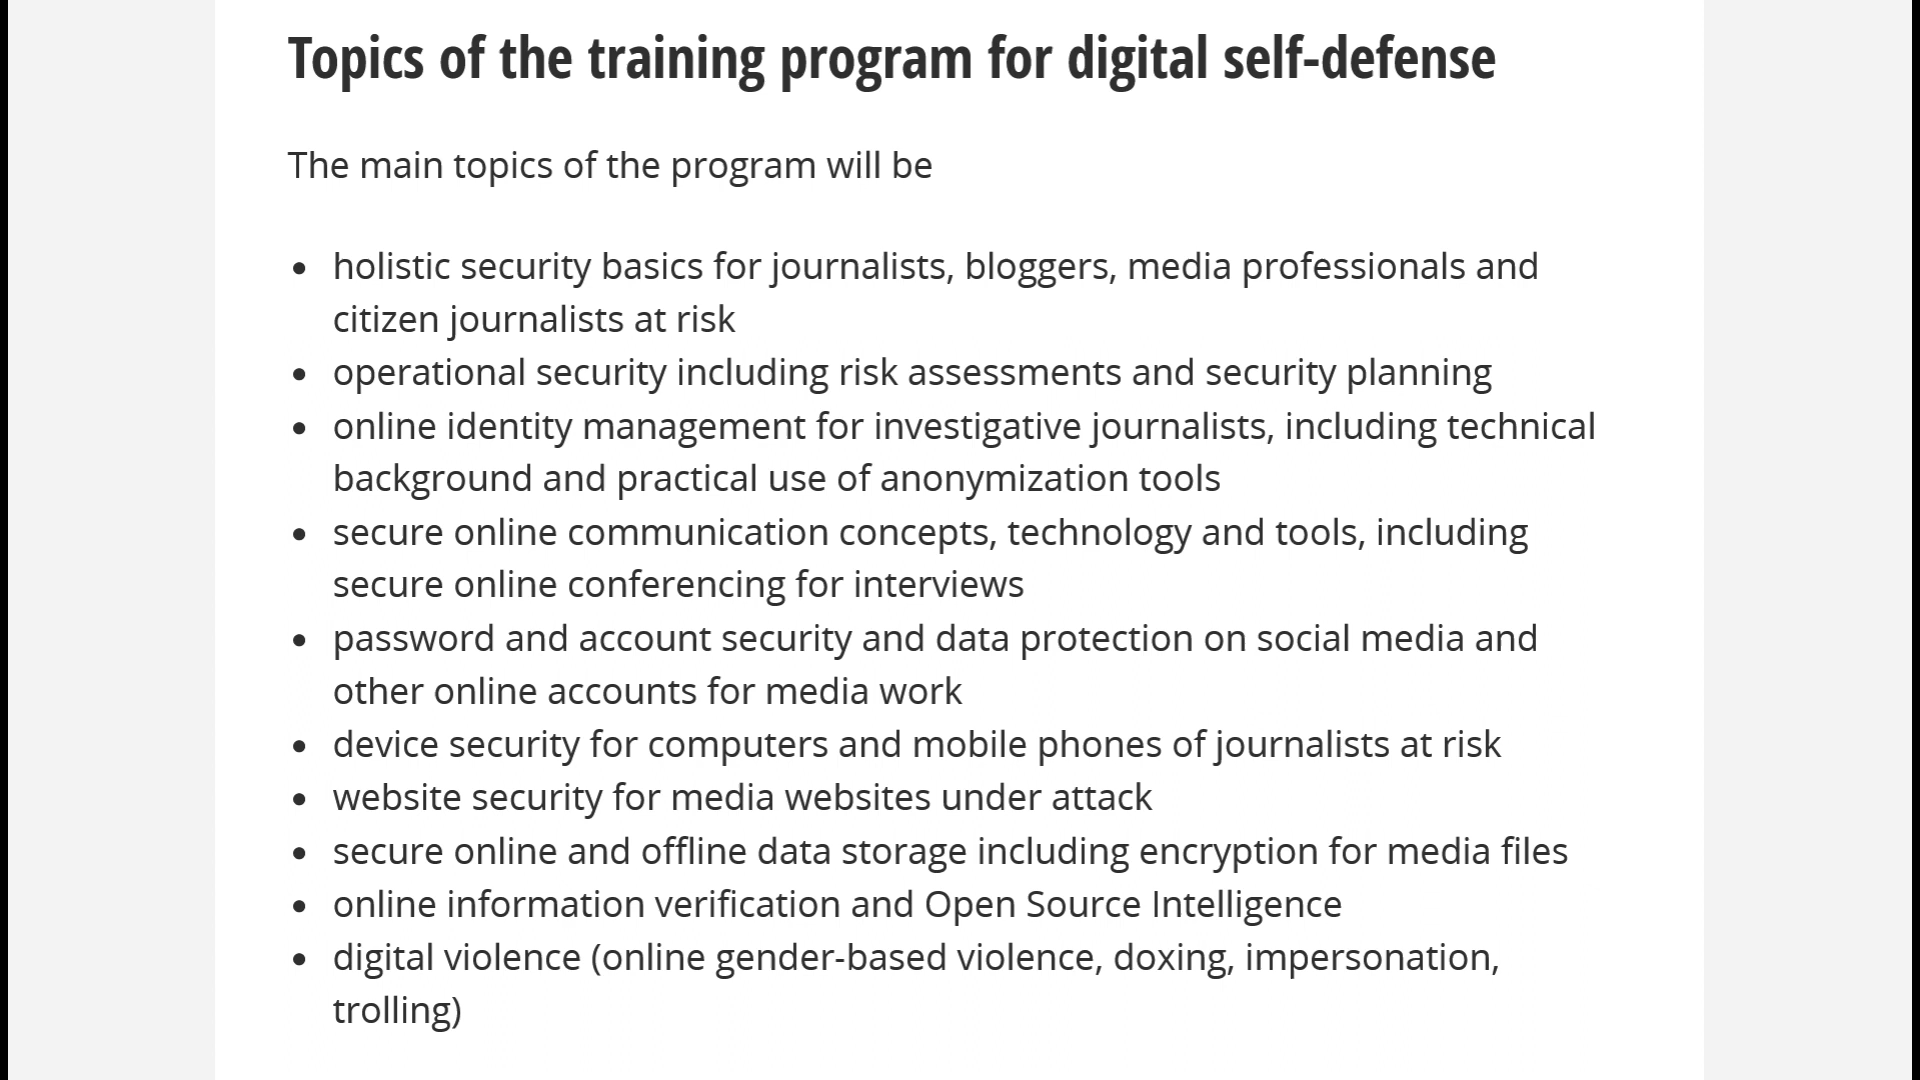 Topics of the training program for digital self-defense
The main topics of the program will be
• holistic security basics for journalists, bloggers, media professionals and
citizen journalists at risk
• operational security including risk assessments and security planning
• online identity management for investigative journalists, including technical
background and practical use of anonymization tools
• secure online communication concepts, technology and tools, including
secure online conferencing for interviews
• password and account security and data protection on social media and
other online accounts for media work
• device security for computers and mobile phones of journalists at risk
• website security for media websites under attack
• secure online and offline data storage including encryption for media files
• online information verification and Open Source Intelligence
• digital violence (online gender-based violence, doxing, impersonation,
trolling)